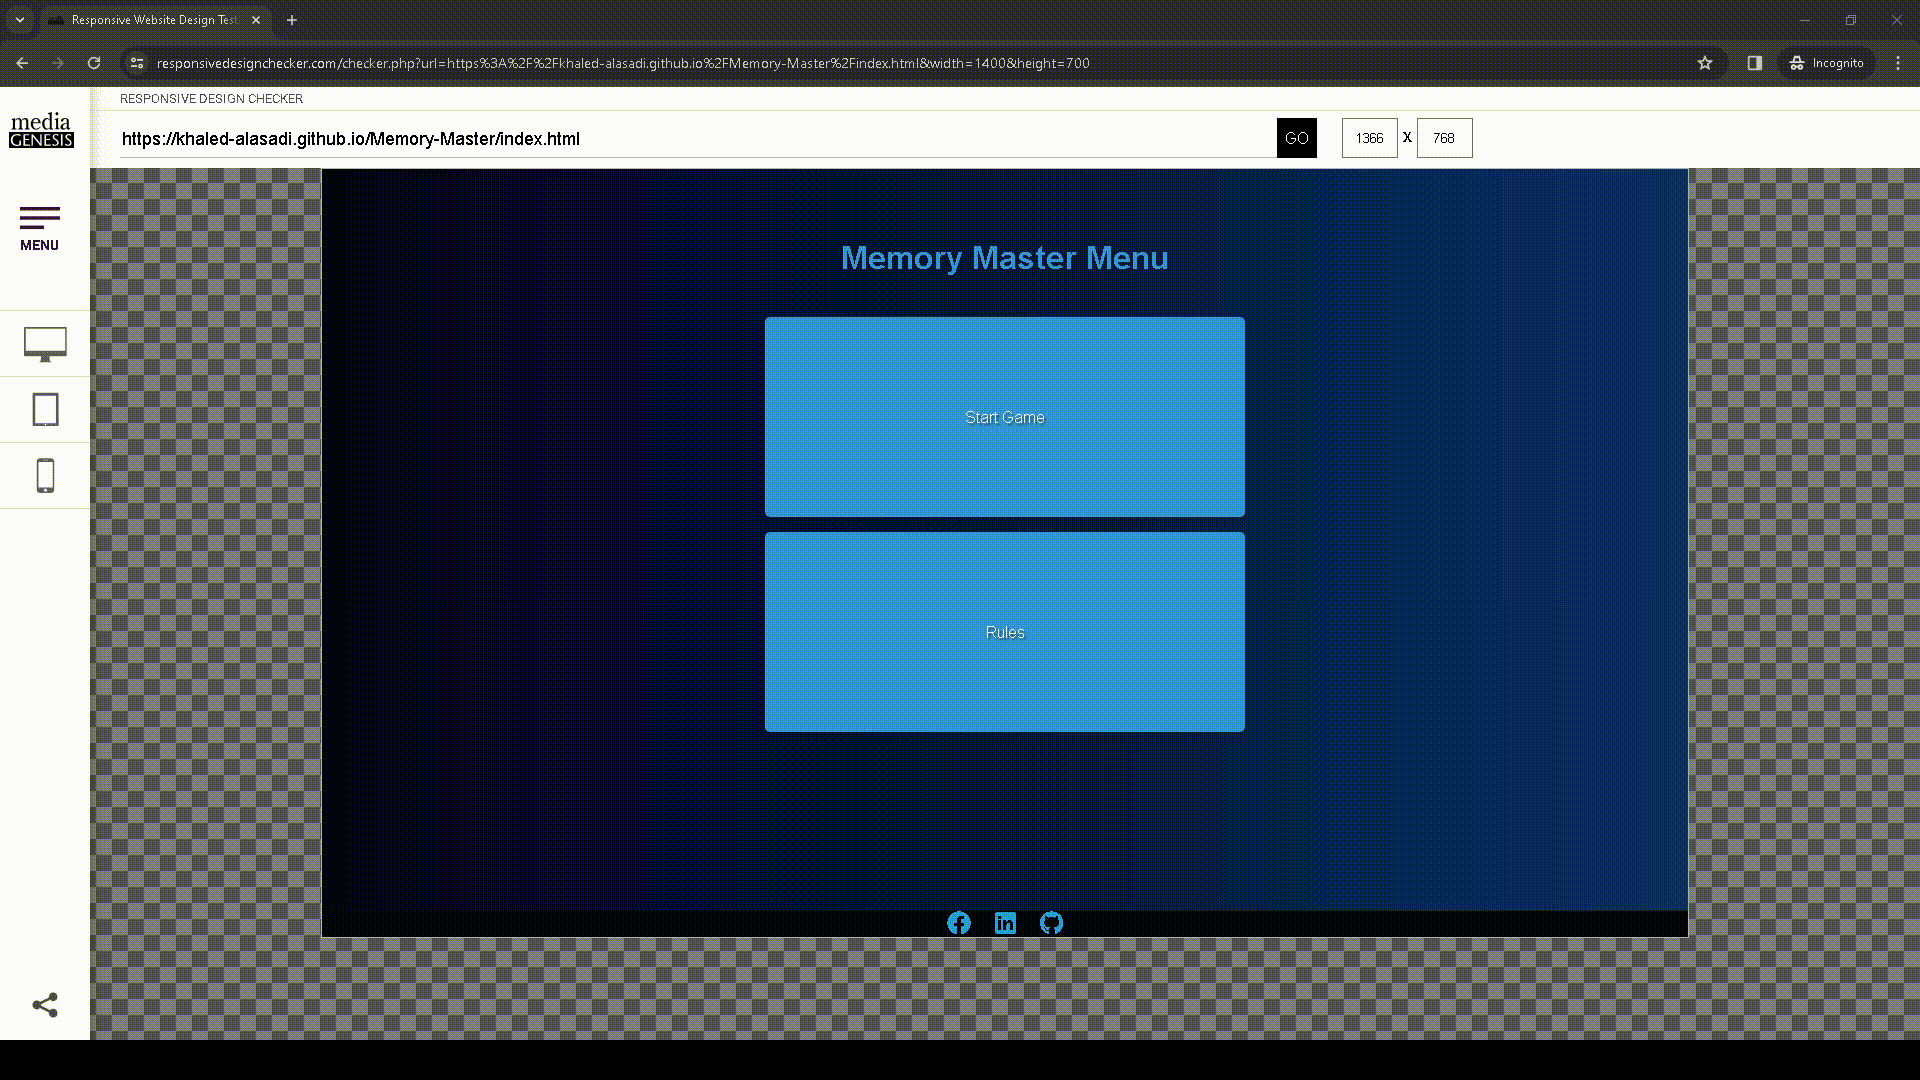 Responsive Website Design Test
responsivedesignchecker.com/checker.php?url=https%3A%2F%2Fkhaled-alasadi.github.io%2FMemory-Master%2Findex.html&width=1400&height=700
Incognito
RESPONSIVE DESIGN CHECKER
media
GENESIS
https://khaled-alasadi.github.io/Memory-Master/index.html
GO
1366 X 768
MENU
Memory Master Menu
Start Game
Rules